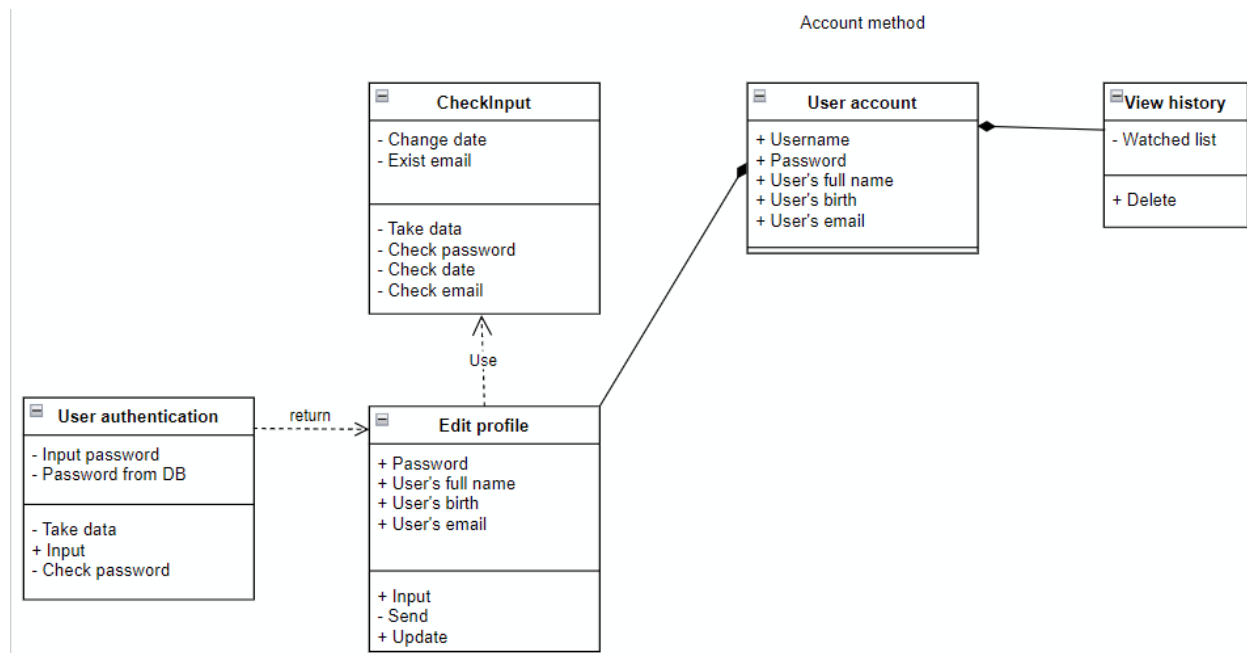 Account method
CheckInput
- Change date
- Exist email
- Take data
- Check password
- Check date
- Check email
User account
+ Username
+ Password
+ User's full name
+ User's birth
+ User's email
View history
- Watched list
+ Delete
Use
User authentication
- Input password
- Password from DB
- Take data
+ Input
- Check password
return
Edit profile
+ Password
+ User's full name
+ User's birth
+ User's email
+ Input
- Send
+ Update